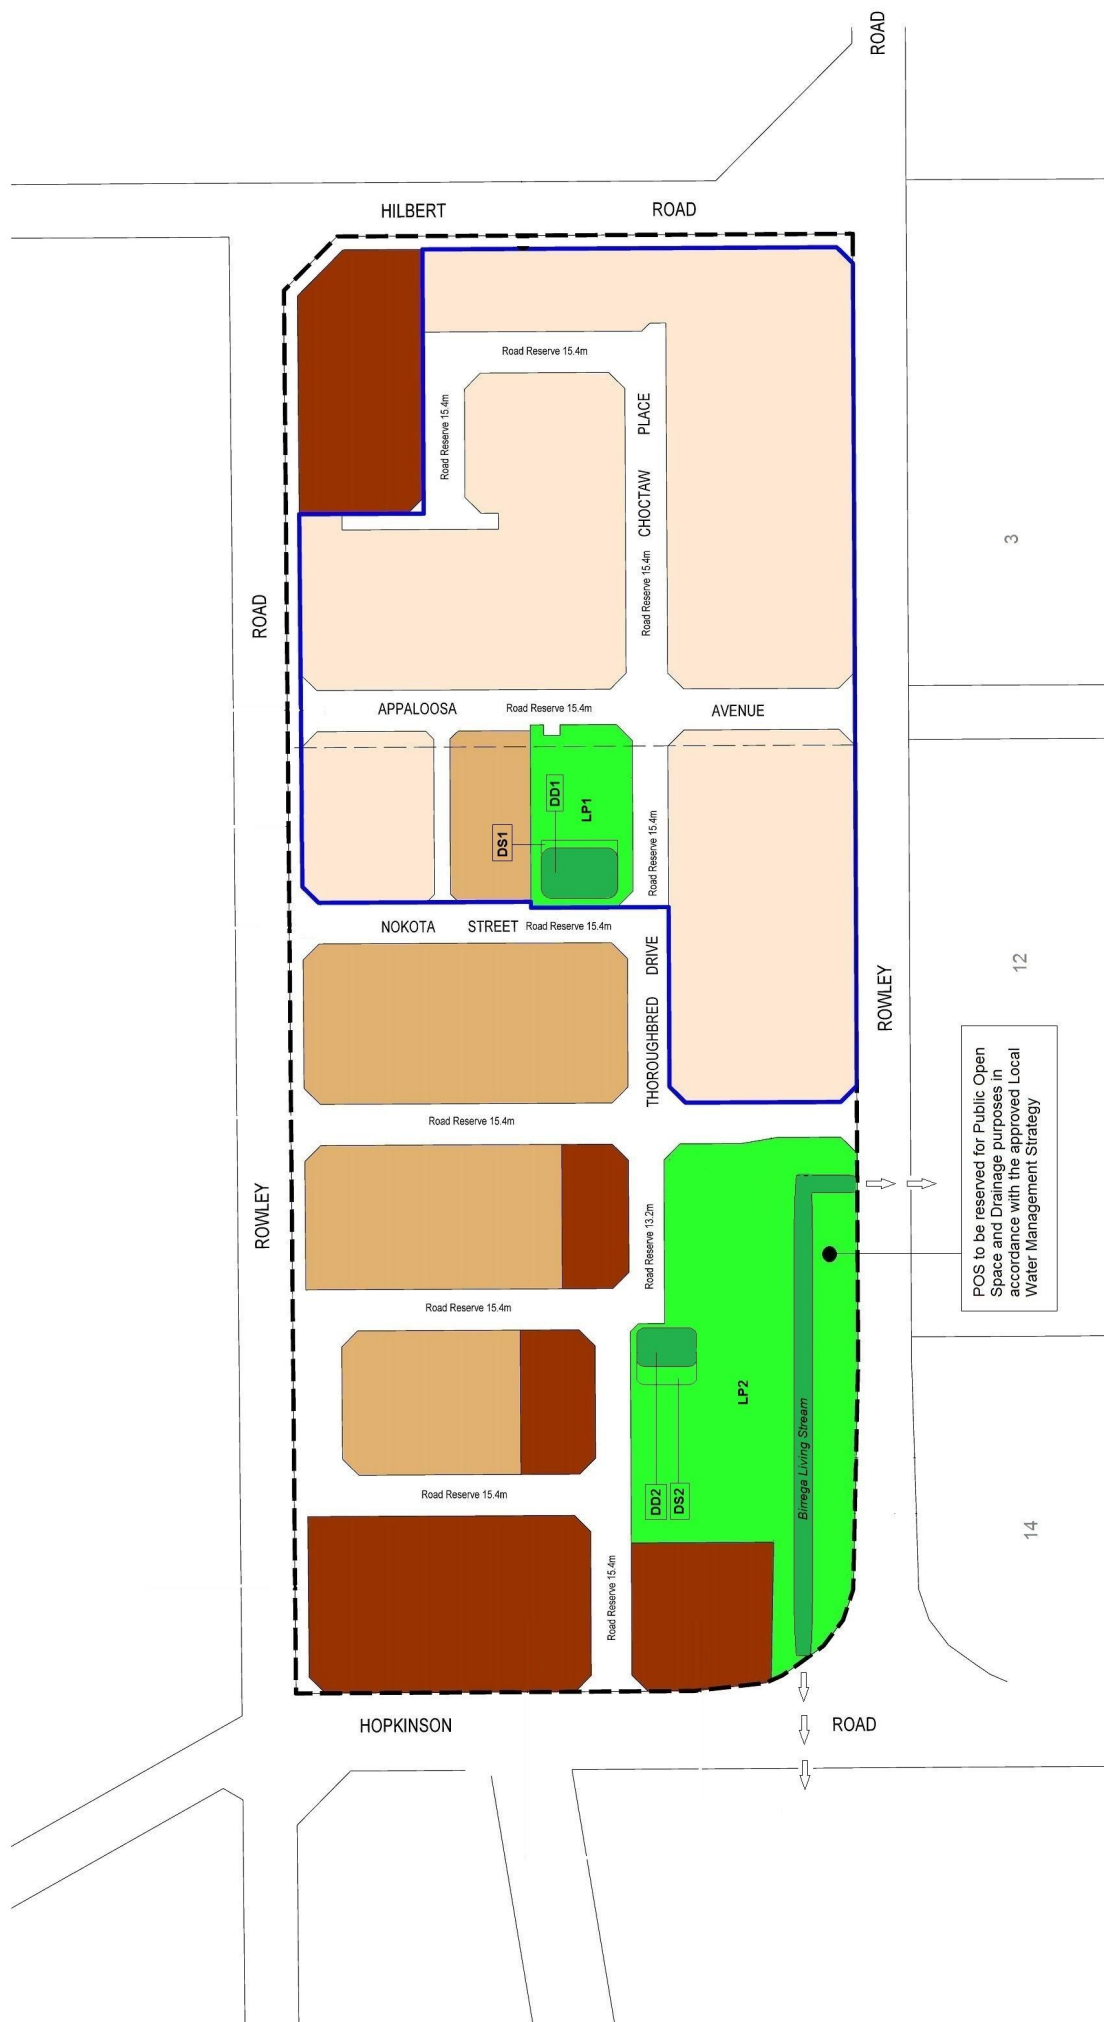 ROAD
HILBERT
ROAD
Road Reserve 15.4m
Road Reserve 15.4m
CHOCTAW PLACE
Road Reserve 15.4m
3
ROAD
APPALOOSA
Road Reserve 15.4m
AVENUE
DD1
LP1
DS1
Road Reserve 15.4m
NOKOTA
STREET
Road Reserve 15.4m
THOROUGHBRED DRIVE
12
ROWLEY
Road Reserve 15.4m
POS to be reserved for Public Open
Space and Drainage purposes in
accordance with the approved Local
Water Management Strategy
ROWLEY
Road Reserve 13.2m
Road Reserve 15.4m
LP2
Birrega Living Stream
DD2
DS2
Road Reserve 15.4m
14
Road Reserve 15.4m
HOPKINSON
ROAD